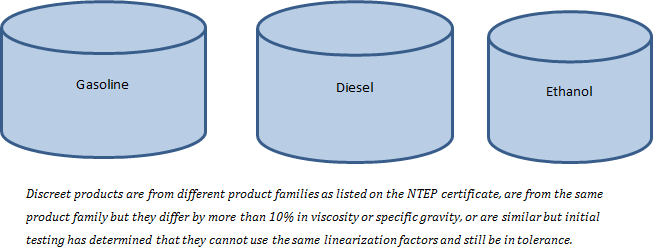 Gasoline
Diesel
Ethanol
Discreet products are from different product families as listed on the NTEP certificate, are from the same
product family but they differ by more than 10% in viscosity or specific gravity, or are similar but initial
testing has determined that they cannot use the same linearization factors and still be in tolerance.